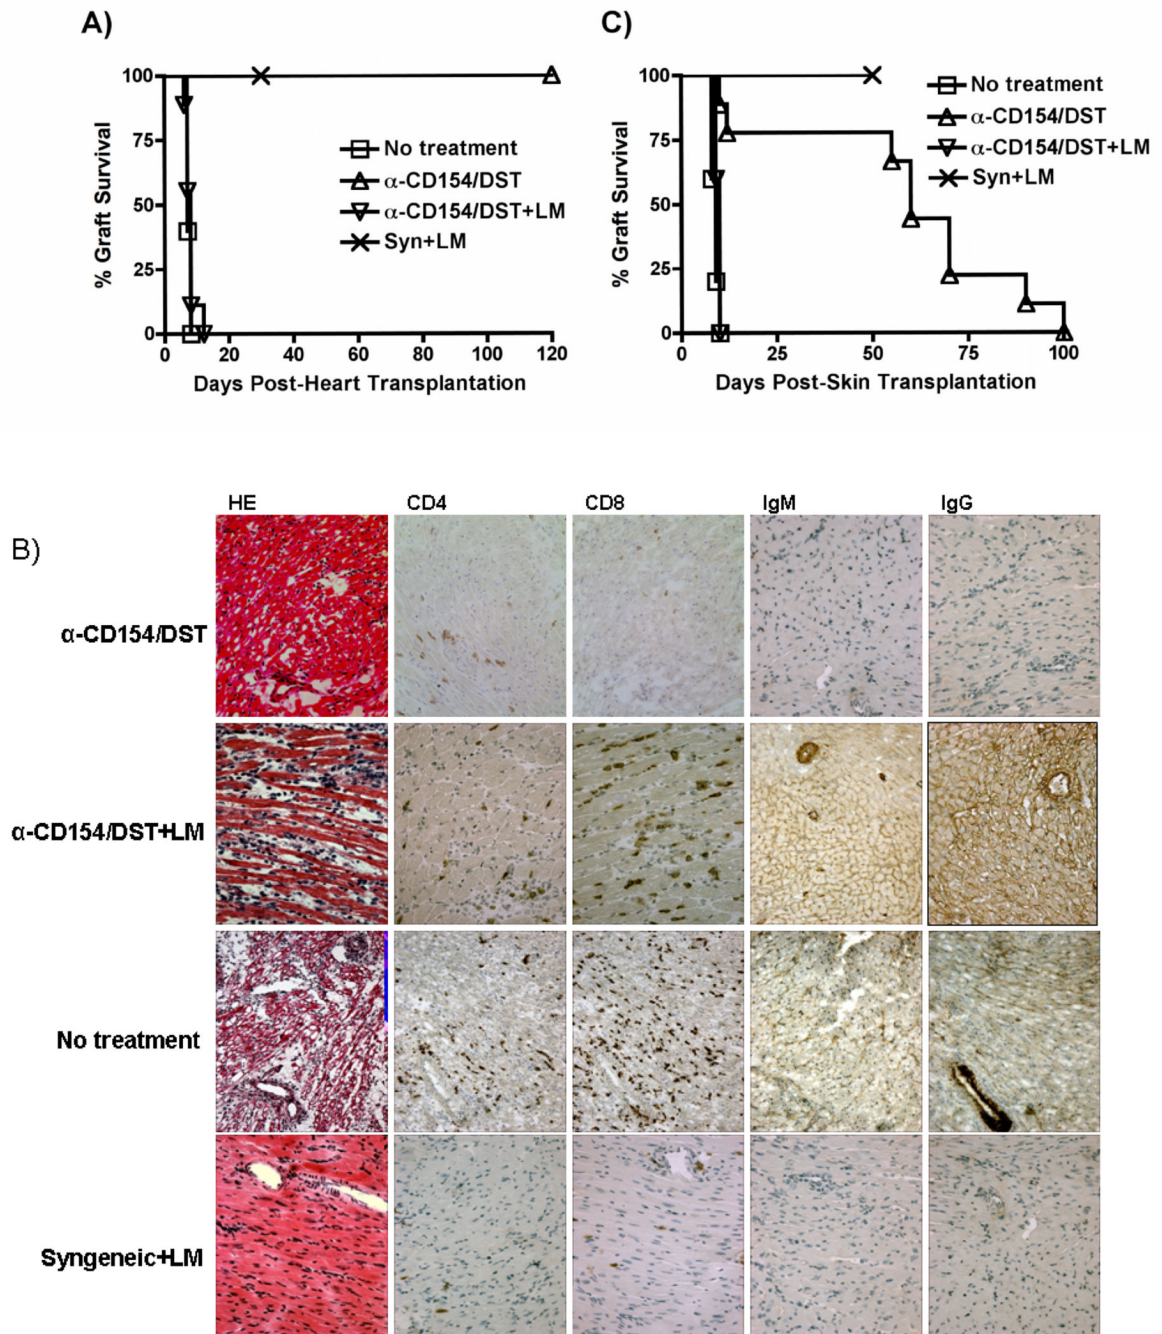 A)
100
75
50
25
0
% Graft Survival
0 20 40 60 80 100 120
Days Post-Heart Transplantation
No treatment
α-CD154/DST
α-CD154/DST+LM
Syn+LM
C)
100
75
50
25
0
% Graft Survival
0 25 50 75 100
Days Post-Skin Transplantation
No treatment
α-CD154/DST
α-CD154/DST+LM
Syn+LM
B)
HE CD4 CD8 IgM IgG
α-CD154/DST
α-CD154/DST+LM
No treatment
Syngeneic+LM